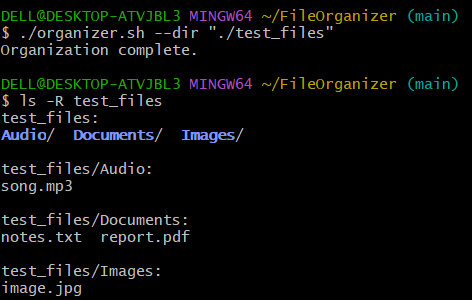 DELL@DESKTOP-ATVJBL3 MINGW64 ~/FileOrganizer (main)
$ ./organizer.sh --dir "./test_files"
Organization complete.

DELL@DESKTOP-ATVJBL3 MINGW64 ~/FileOrganizer (main)
$ ls -R test_files
test_files:
Audio/  Documents/  Images/

test_files/Audio:
song.mp3

test_files/Documents:
notes.txt  report.pdf

test_files/Images:
image.jpg